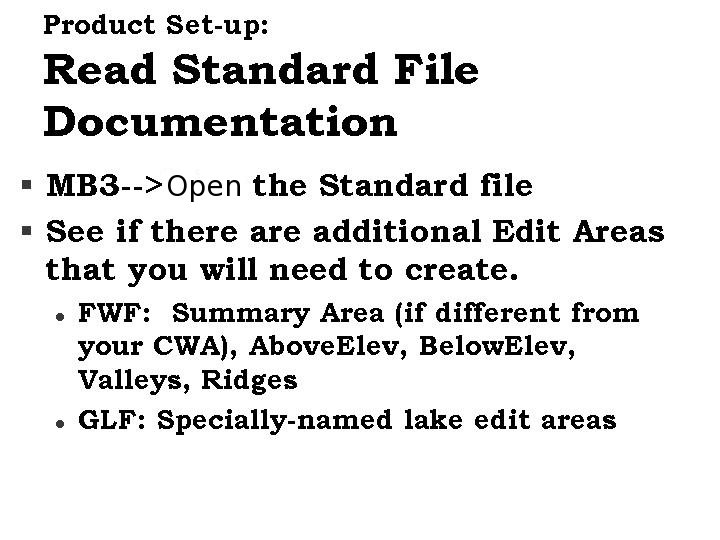 Product Set-up:
Read Standard File
Documentation
▪ MB3-->Open the Standard file
▪ See if there are additional Edit Areas
that you will need to create.
● FWF:  Summary Area (if different from
your CWA), Above.Elev, Below.Elev,
Valleys, Ridges
● GLF: Specially-named lake edit areas